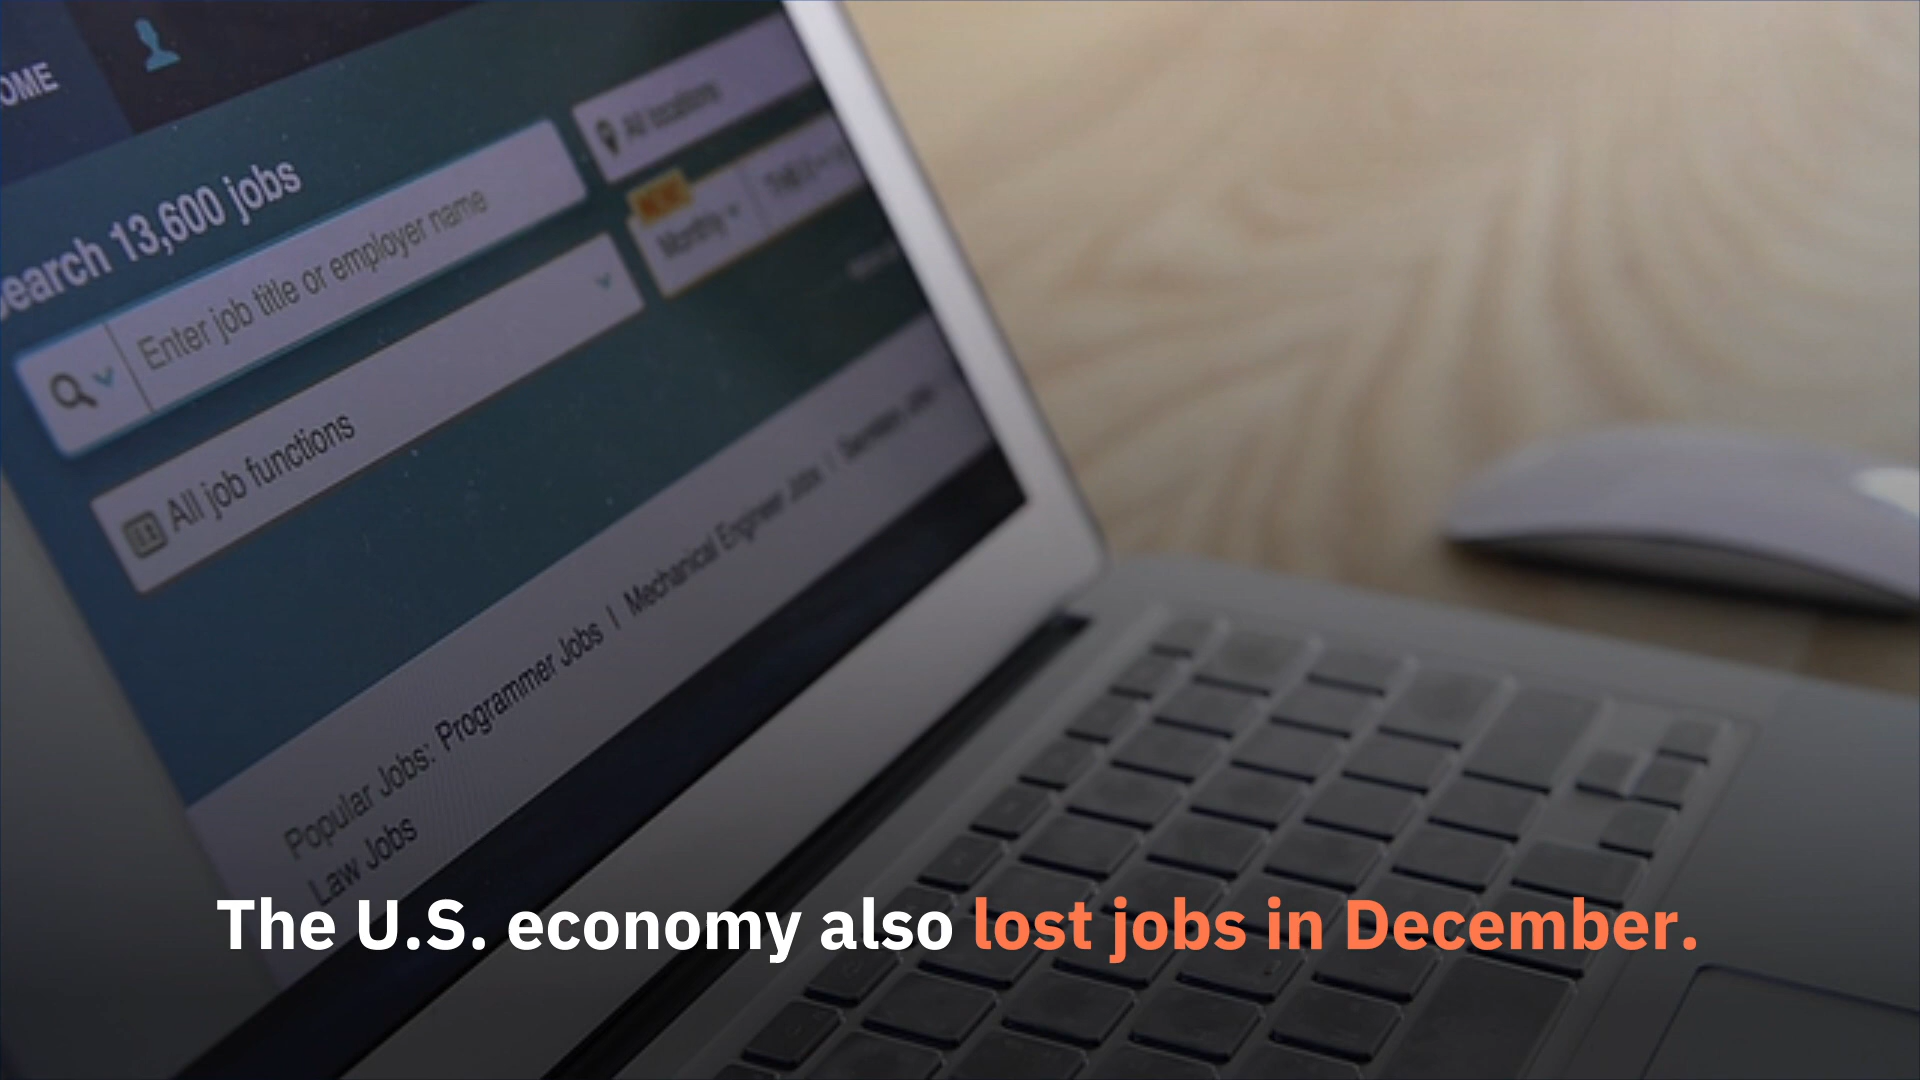 OME
earch 13,600 jobs
Enter job title or employer name
All locations
All job functions
NEW!
Monthly
Popular Jobs: Programmer Jobs | Mechanical Engineer Jobs |
Law Jobs
The U.S. economy also lost jobs in December.